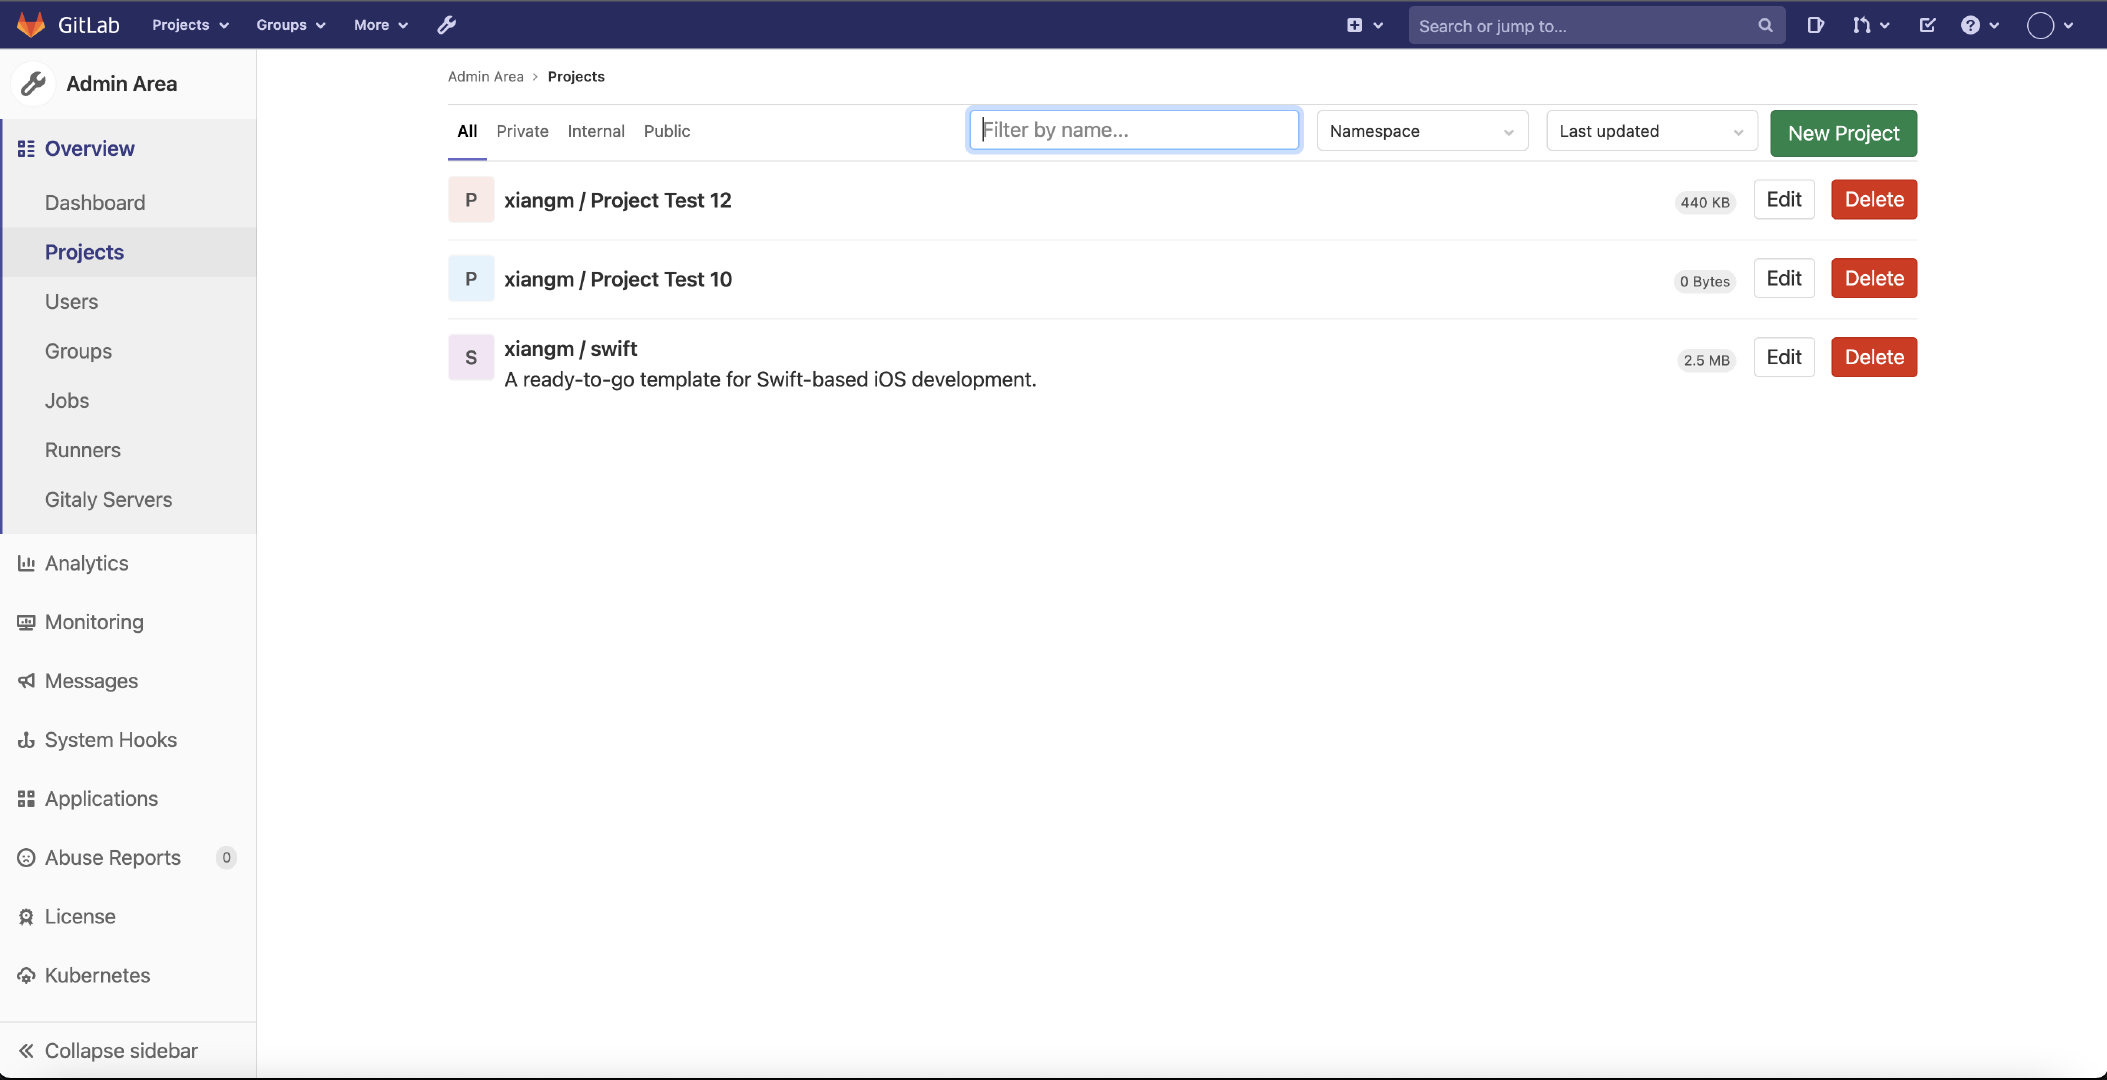 GitLab Projects Groups More Search or jump to...
Admin Area
Overview
Dashboard
Projects
Users
Groups
Jobs
Runners
Gitaly Servers
Analytics
Monitoring
Messages
System Hooks
Applications
Abuse Reports 0
License
Kubernetes
Collapse sidebar
Admin Area > Projects
All Private Internal Public Filter by name... Namespace Last updated New Project
P xiangm / Project Test 12 440 KB Edit Delete
P xiangm / Project Test 10 0 Bytes Edit Delete
S xiangm / swift 2.5 MB Edit Delete
A ready-to-go template for Swift-based iOS development.